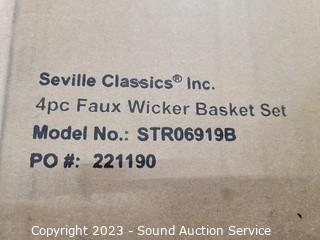 Seville Classics® Inc.
4pc Faux Wicker Basket Set
Model No.: STR06919B
PO #: 221190
Copyright 2023 - Sound Auction Service